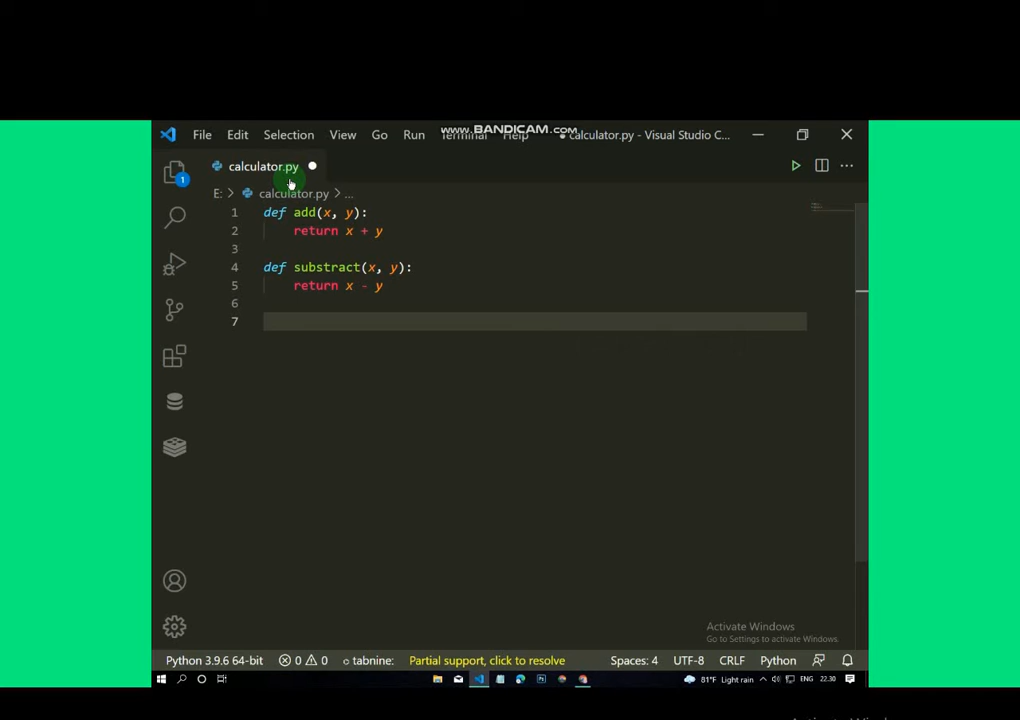 File Edit Selection View Go Run Terminal Help calculator.py - Visual Studio C...
www.BANDICAM.com
calculator.py
1
E: > calculator.py > ...
1 def add(x, y):
2     return x + y
3
4 def substract(x, y):
5     return x - y
6
7
Activate Windows
Go to Settings to activate Windows.
Python 3.9.6 64-bit 0 0 tabnine: Partial support, click to resolve Spaces: 4 UTF-8 CRLF Python
81°F Light rain ENG 22.30